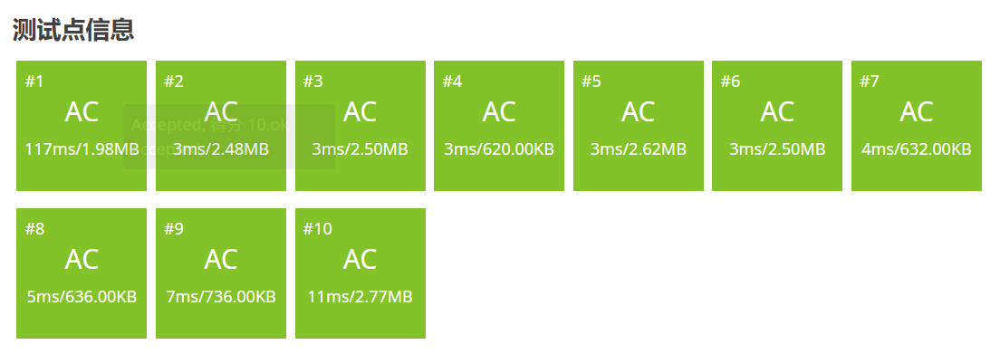 测试点信息
#1
AC
117ms/1.98MB
#2
AC
3ms/2.48MB
#3
AC
3ms/2.50MB
#4
AC
3ms/620.00KB
#5
AC
3ms/2.62MB
#6
AC
3ms/2.50MB
#7
AC
4ms/632.00KB
Accepted, 得分 10.ok
accepted
#8
AC
5ms/636.00KB
#9
AC
7ms/736.00KB
#10
AC
11ms/2.77MB